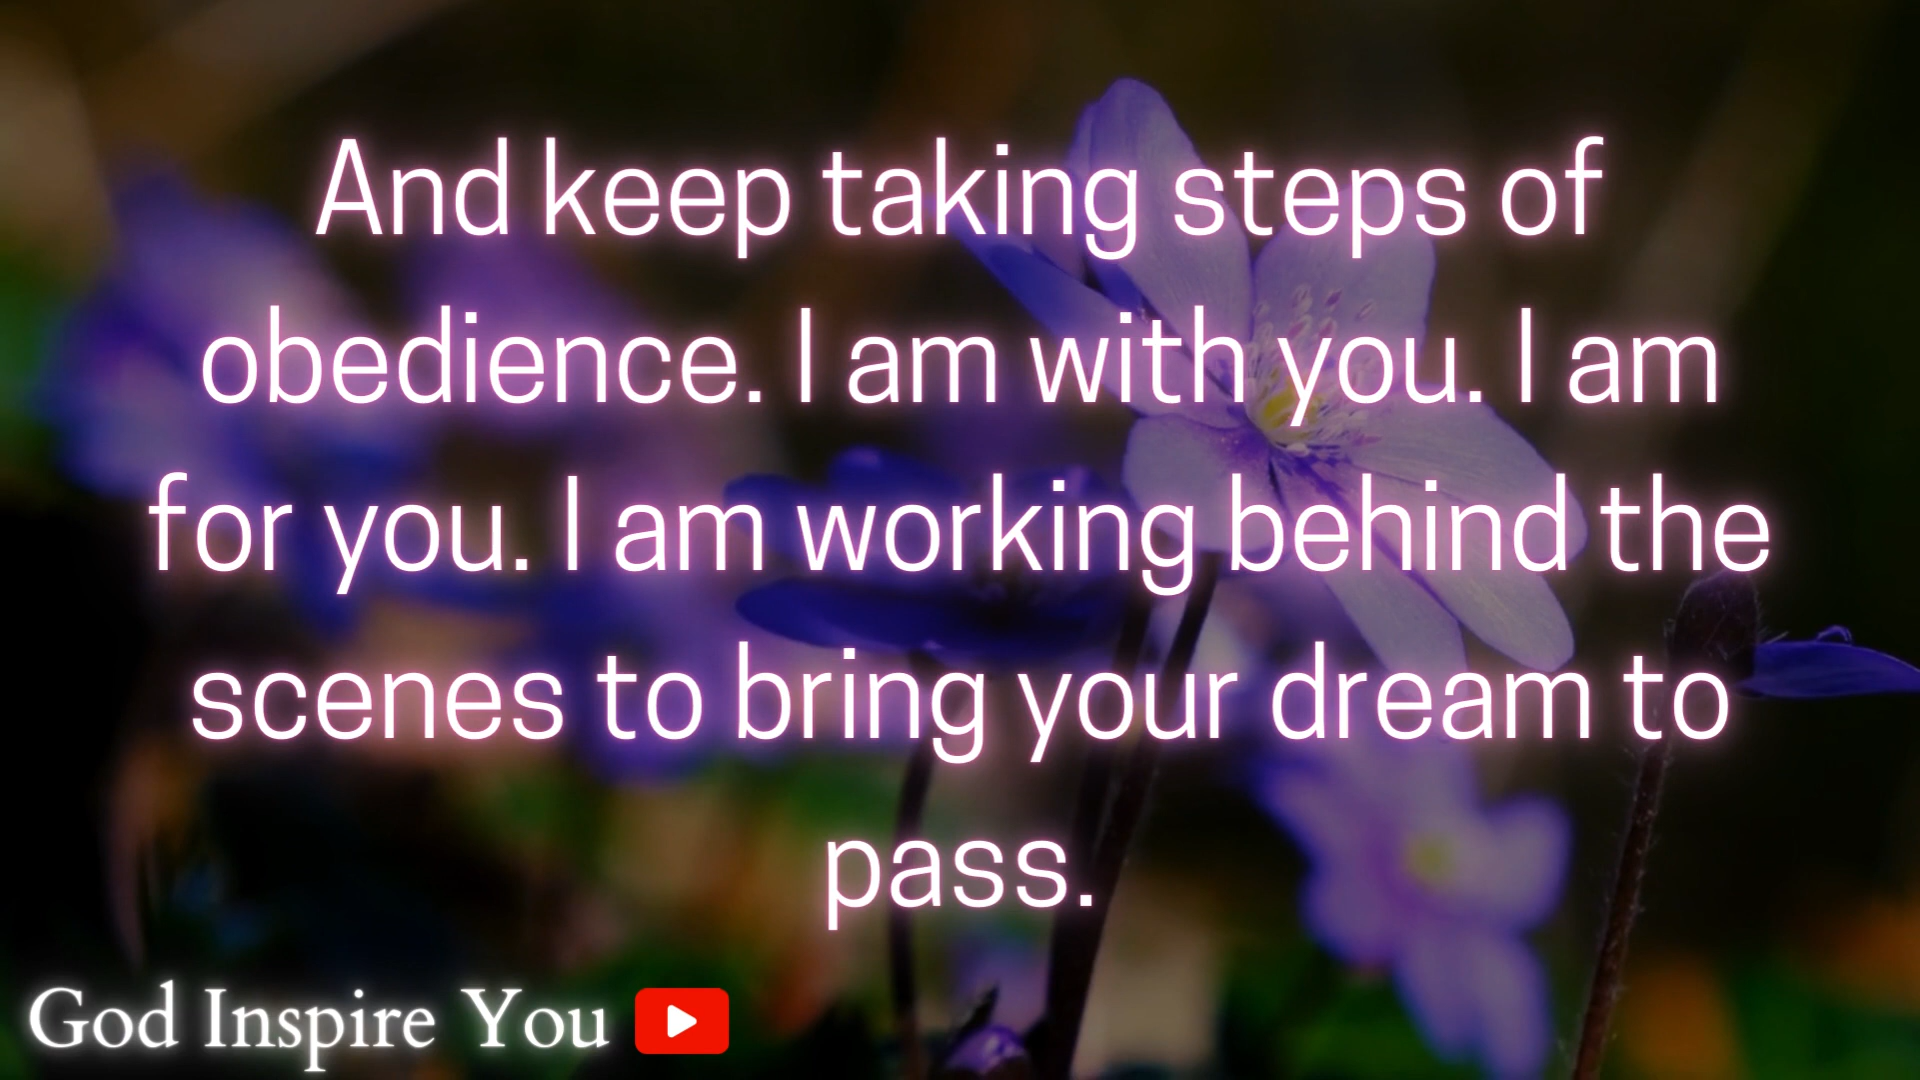 And keep taking steps of
obedience. I am with you. I am
for you. I am working behind the
scenes to bring your dream to
pass.
God Inspire You